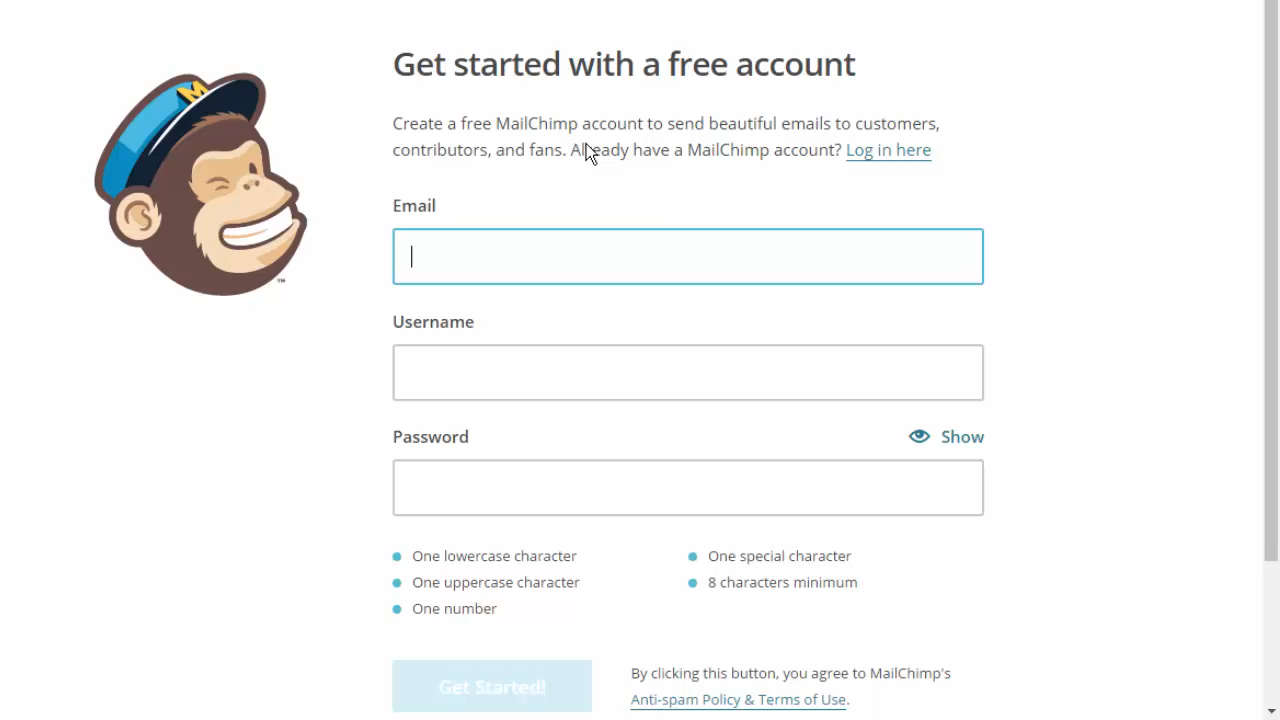 Get started with a free account
Create a free MailChimp account to send beautiful emails to customers,
contributors, and fans. Already have a MailChimp account? Log in here
Email
Username
Password
Show
One lowercase character
One special character
One uppercase character
8 characters minimum
One number
Get Started!
By clicking this button, you agree to MailChimp's
Anti-spam Policy & Terms of Use.
M
™